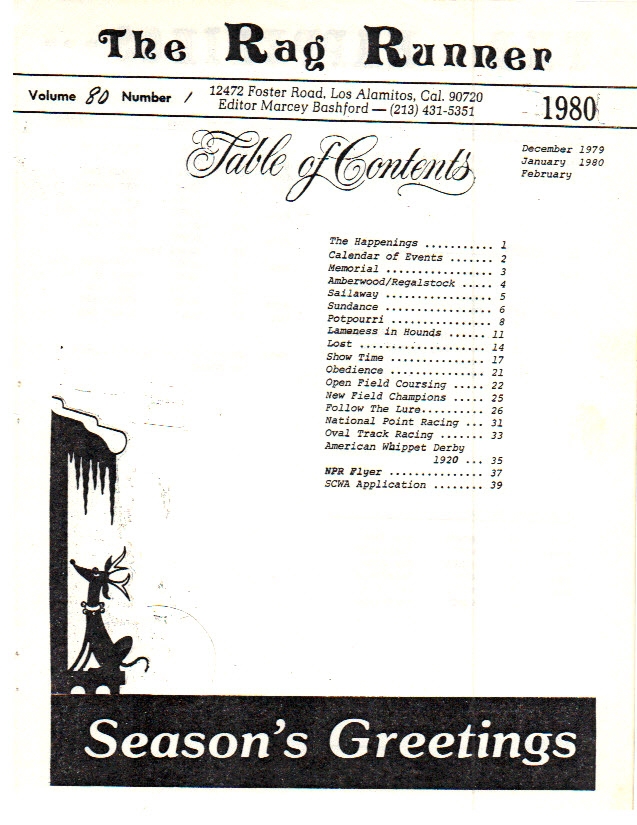 The Rag Runner
Volume 80 Number 1
12472 Foster Road, Los Alamitos, Cal. 90720
Editor Marcey Bashford — (213) 431-5351
1980
Table of Contents
December 1979
January 1980
February
The Happenings ........... 1
Calendar of Events ....... 2
Memorial ................. 3
Amberwood/Regalstock ..... 4
Sailaway ................. 5
Sundance ................. 6
Potpourri ................ 8
Lameness in Hounds ...... 11
Lost .................... 14
Show Time ............... 17
Obedience ............... 21
Open Field Coursing ..... 22
New Field Champions ..... 25
Follow The Lure.......... 26
National Point Racing ... 31
Oval Track Racing ....... 33
American Whippet Derby
1920 ... 35
NPR Flyer ............... 37
SCWA Application ........ 39
Season's Greetings